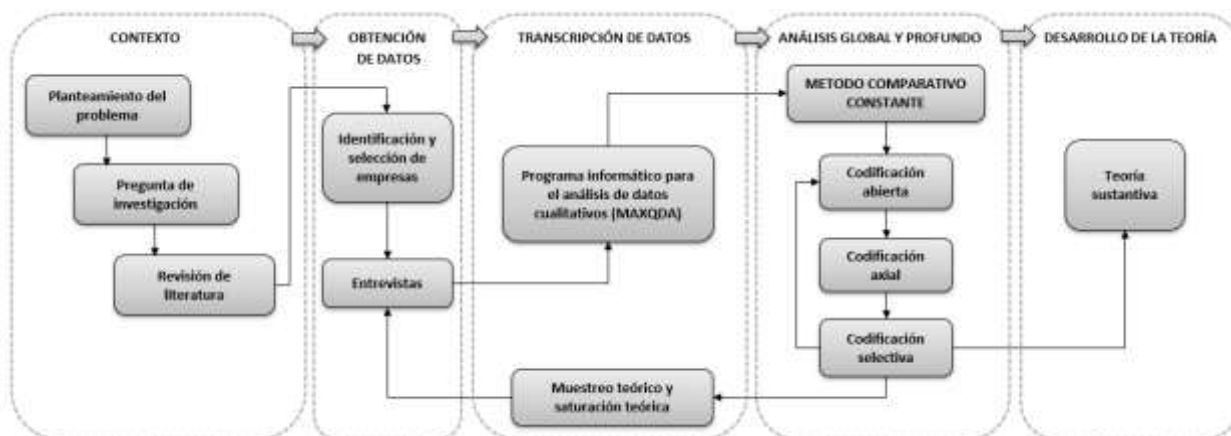 CONTEXTO
Planteamiento del
problema
Pregunta de
investigación
Revisión de
literatura
OBTENCIÓN
DE DATOS
Identificación y
selección de
empresas
Entrevistas
TRANSCRIPCIÓN DE DATOS
Programa informático para
el análisis de datos
cualitativos (MAXQDA)
Muestreo teórico y
saturación teórica
ANÁLISIS GLOBAL Y PROFUNDO
METODO COMPARATIVO
CONSTANTE
Codificación
abierta
Codificación
axial
Codificación
selectiva
DESARROLLO DE LA TEORÍA
Teoría
sustantiva